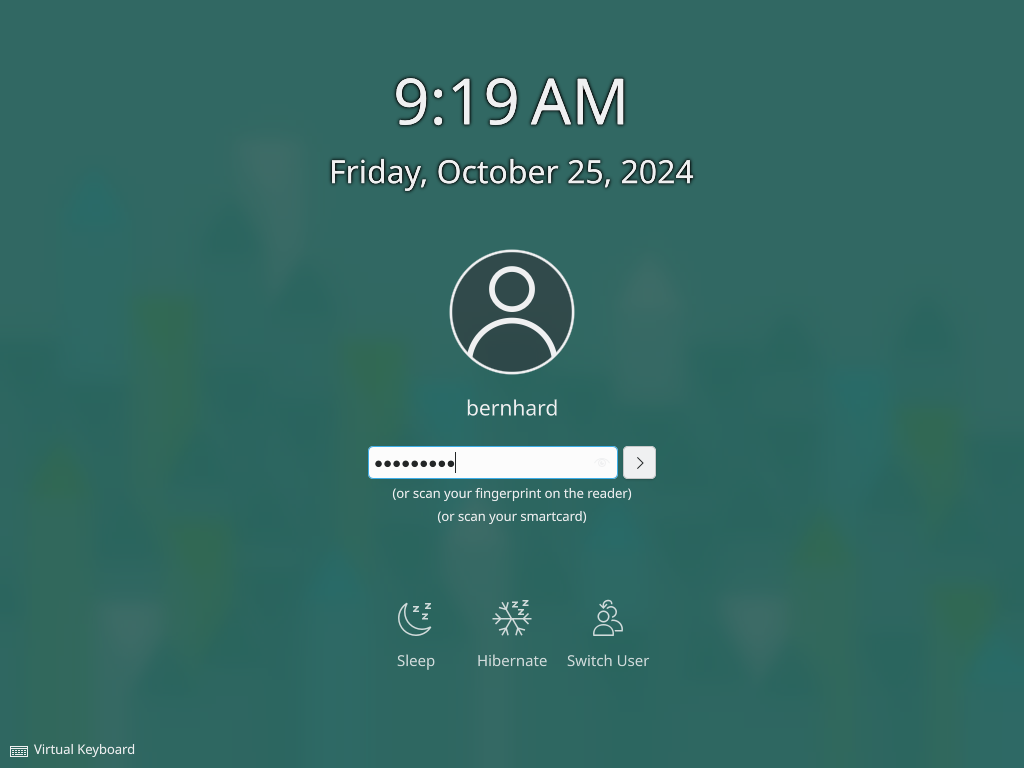 9:19 AM
Friday, October 25, 2024
bernhard
●●●●●●●●●
(or scan your fingerprint on the reader)
(or scan your smartcard)
Sleep
Hibernate
Switch User
Virtual Keyboard